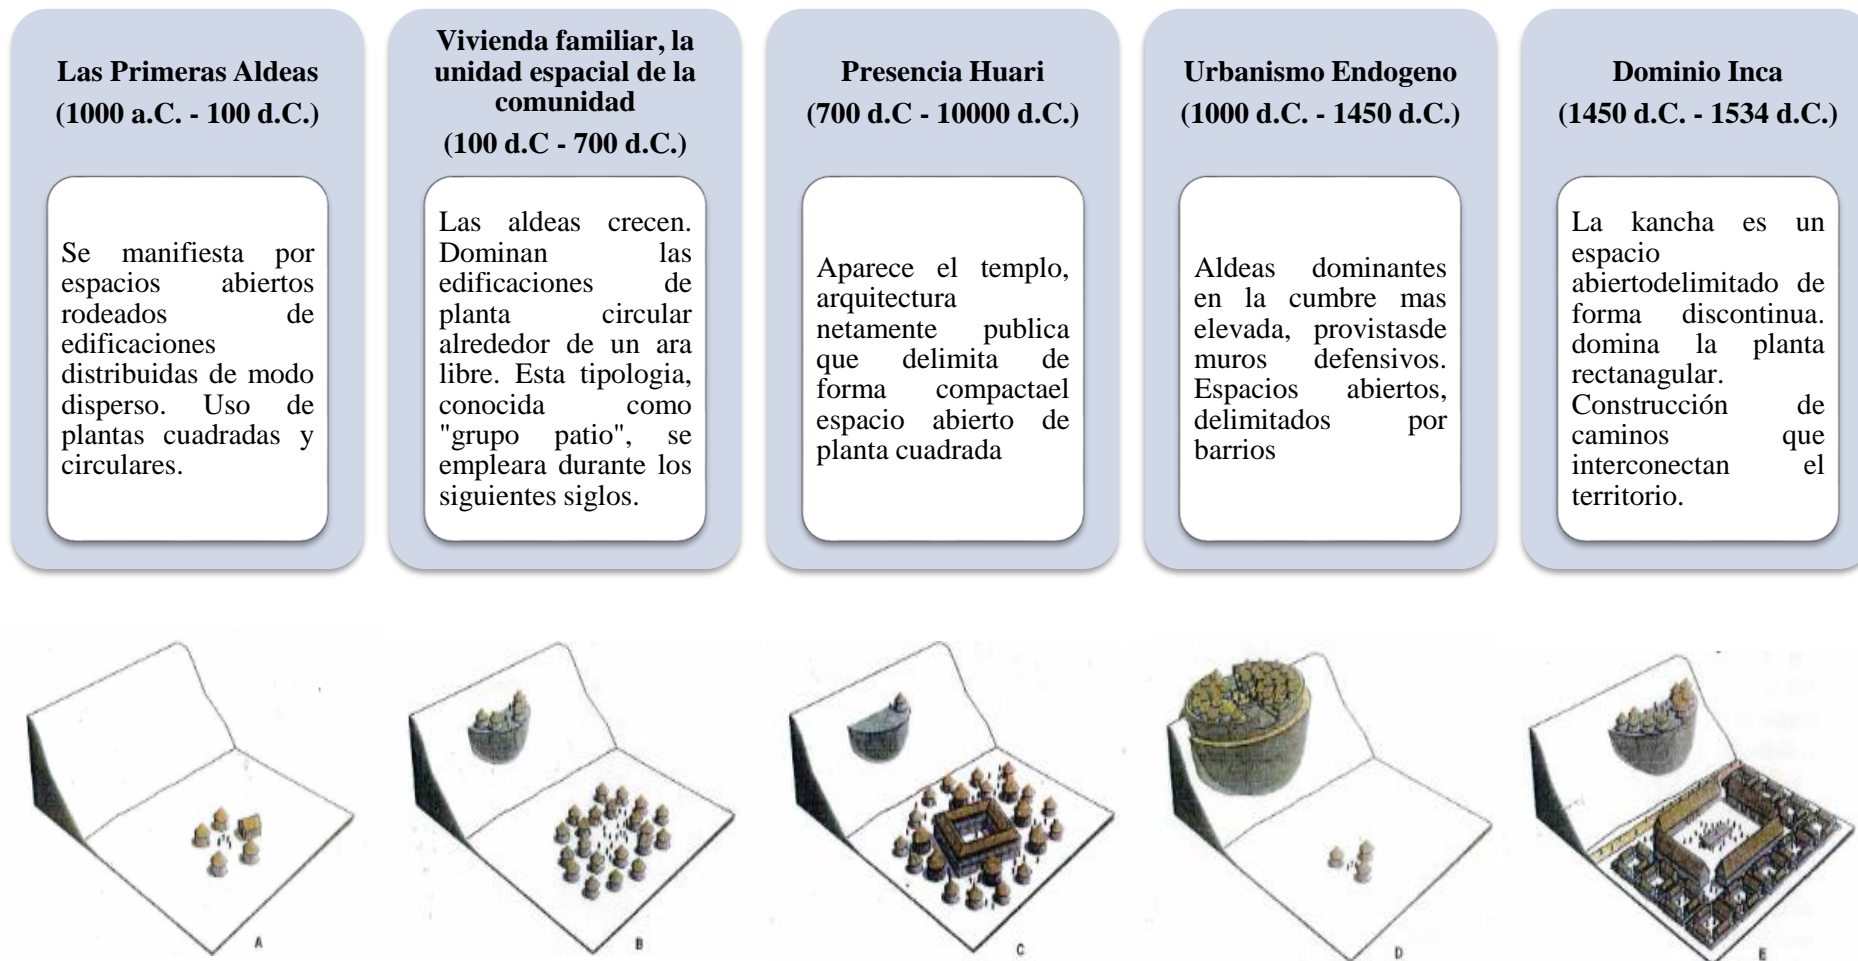 Las Primeras Aldeas
(1000 a.C. - 100 d.C.)
Se manifiesta por
espacios abiertos
rodeados de
edificaciones
distribuidas de modo
disperso. Uso de
plantas cuadradas y
circulares.
Vivienda familiar, la
unidad espacial de la
comunidad
(100 d.C - 700 d.C.)
Las aldeas crecen.
Dominan las
edificaciones de
planta circular
alrededor de un ara
libre. Esta tipologia,
conocida como
"grupo patio", se
empleara durante los
siguientes siglos.
Presencia Huari
(700 d.C - 10000 d.C.)
Aparece el templo,
arquitectura
netamente publica
que delimita de
forma compactael
espacio abierto de
planta cuadrada
Urbanismo Endogeno
(1000 d.C. - 1450 d.C.)
Aldeas dominantes
en la cumbre mas
elevada, provistasde
muros defensivos.
Espacios abiertos,
delimitados por
barrios
Dominio Inca
(1450 d.C. - 1534 d.C.)
La kancha es un
espacio
abiertodelimitado de
forma discontinua.
domina la planta
rectanagular.
Construcción de
caminos que
interconectan el
territorio.
A
B
C
D
E